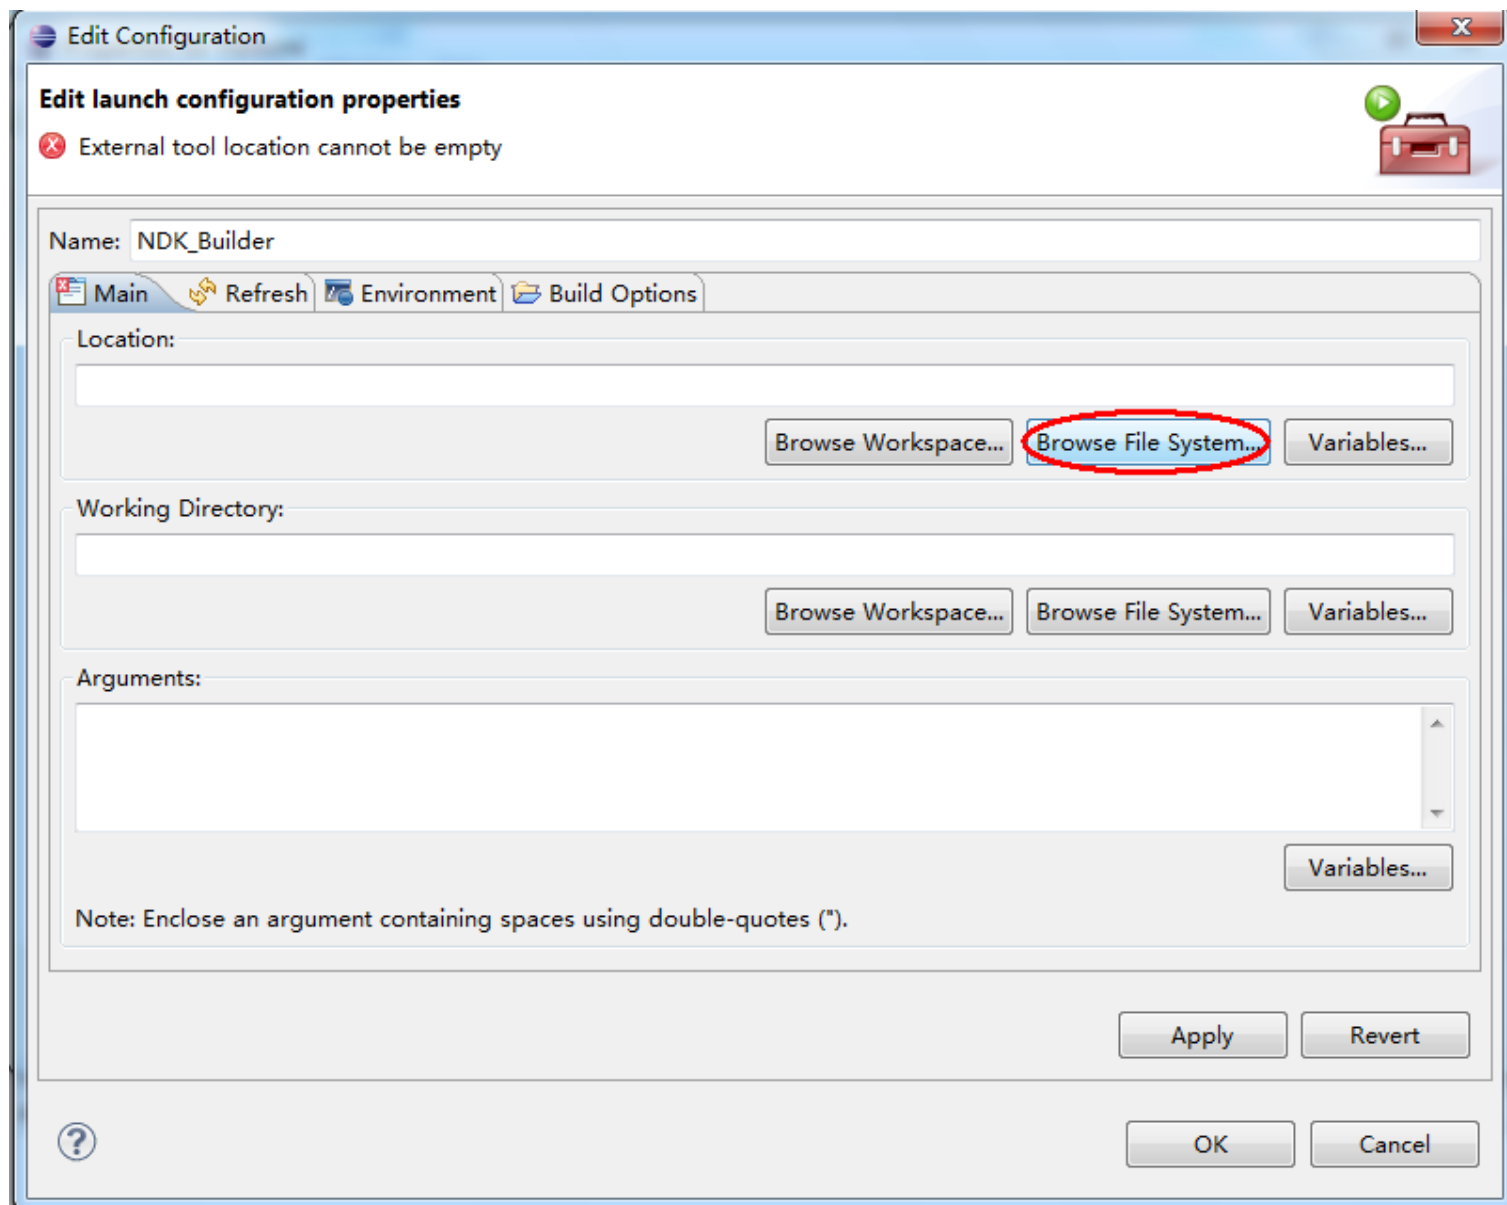 Edit Configuration
Edit launch configuration properties
External tool location cannot be empty
Name: NDK_Builder
Main Refresh Environment Build Options
Location:
Browse Workspace... Browse File System... Variables...
Working Directory:
Browse Workspace... Browse File System... Variables...
Arguments:
Variables...
Note: Enclose an argument containing spaces using double-quotes (").
Apply Revert
OK Cancel